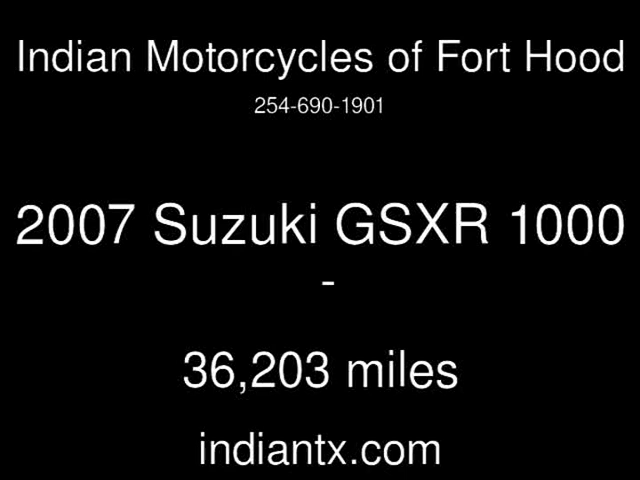 Indian Motorcycles of Fort Hood
254-690-1901
2007 Suzuki GSXR 1000
-
36,203 miles
indiantx.com